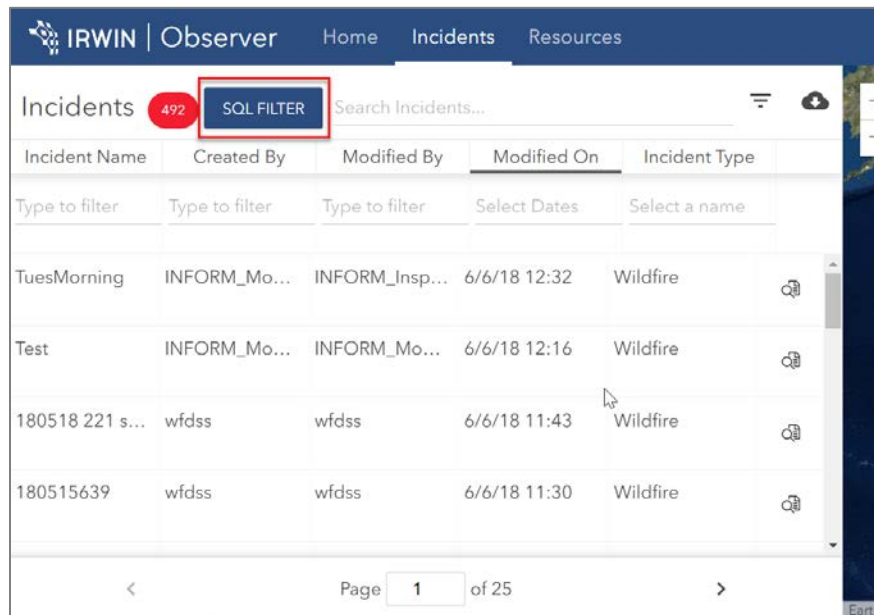 IRWIN | Observer Home Incidents Resources
Incidents 492 SQL FILTER Search Incidents...
Incident Name Created By Modified By Modified On Incident Type
Type to filter Type to filter Type to filter Select Dates Select a name
TuesMorning INFORM_Mo... INFORM_Insp... 6/6/18 12:32 Wildfire
Test INFORM_Mo... INFORM_Mo... 6/6/18 12:16 Wildfire
180518 221 s... wfdss wfdss 6/6/18 11:43 Wildfire
180515639 wfdss wfdss 6/6/18 11:30 Wildfire
Page 1 of 25
Eart